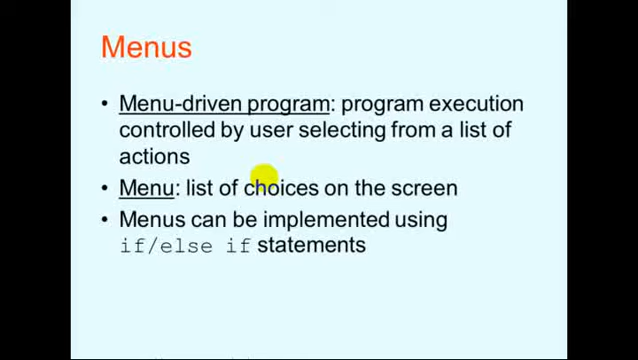 Menus
• Menu-driven program: program execution
controlled by user selecting from a list of
actions
• Menu: list of choices on the screen
• Menus can be implemented using
if/else if statements